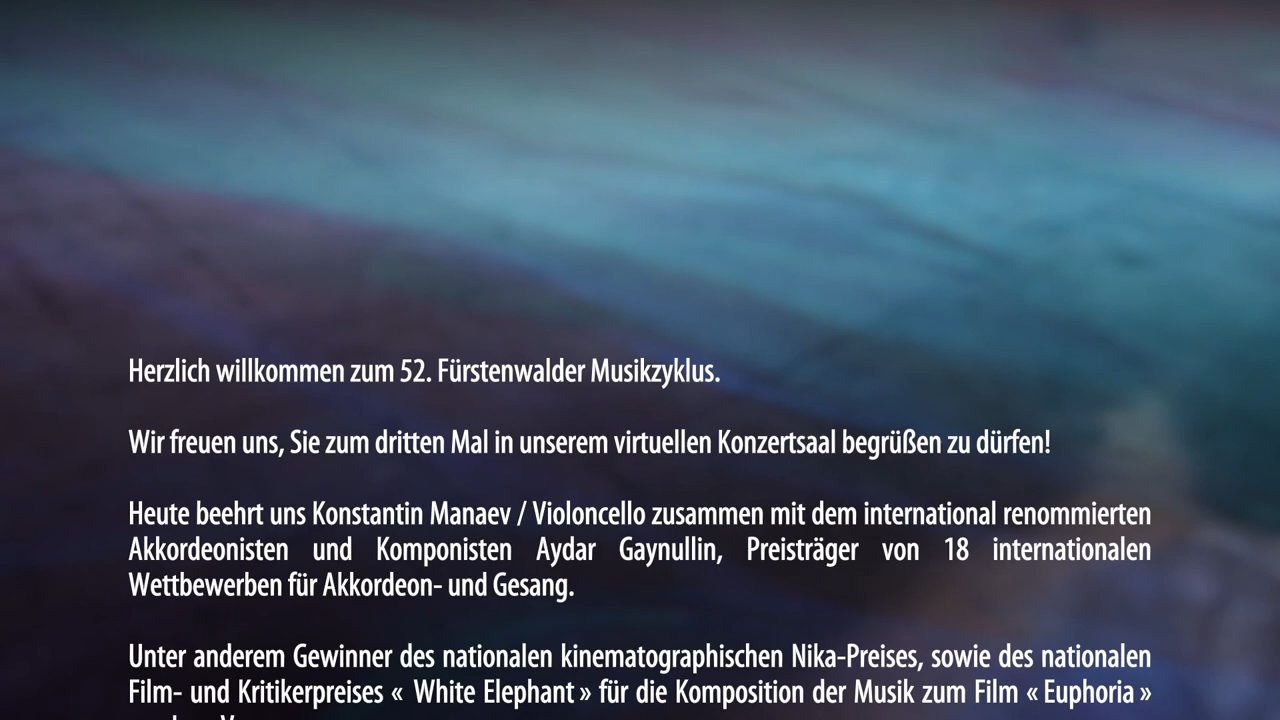 Herzlich willkommen zum 52. Fürstenwalder Musikzyklus.
Wir freuen uns, Sie zum dritten Mal in unserem virtuellen Konzertsaal begrüßen zu dürfen!
Heute beehrt uns Konstantin Manaev / Violoncello zusammen mit dem international renommierten
Akkordeonisten und Komponisten Aydar Gaynullin, Preisträger von 18 internationalen
Wettbewerben für Akkordeon- und Gesang.
Unter anderem Gewinner des nationalen kinematographischen Nika-Preises, sowie des nationalen
Film- und Kritikerpreises « White Elephant » für die Komposition der Musik zum Film « Euphoria »